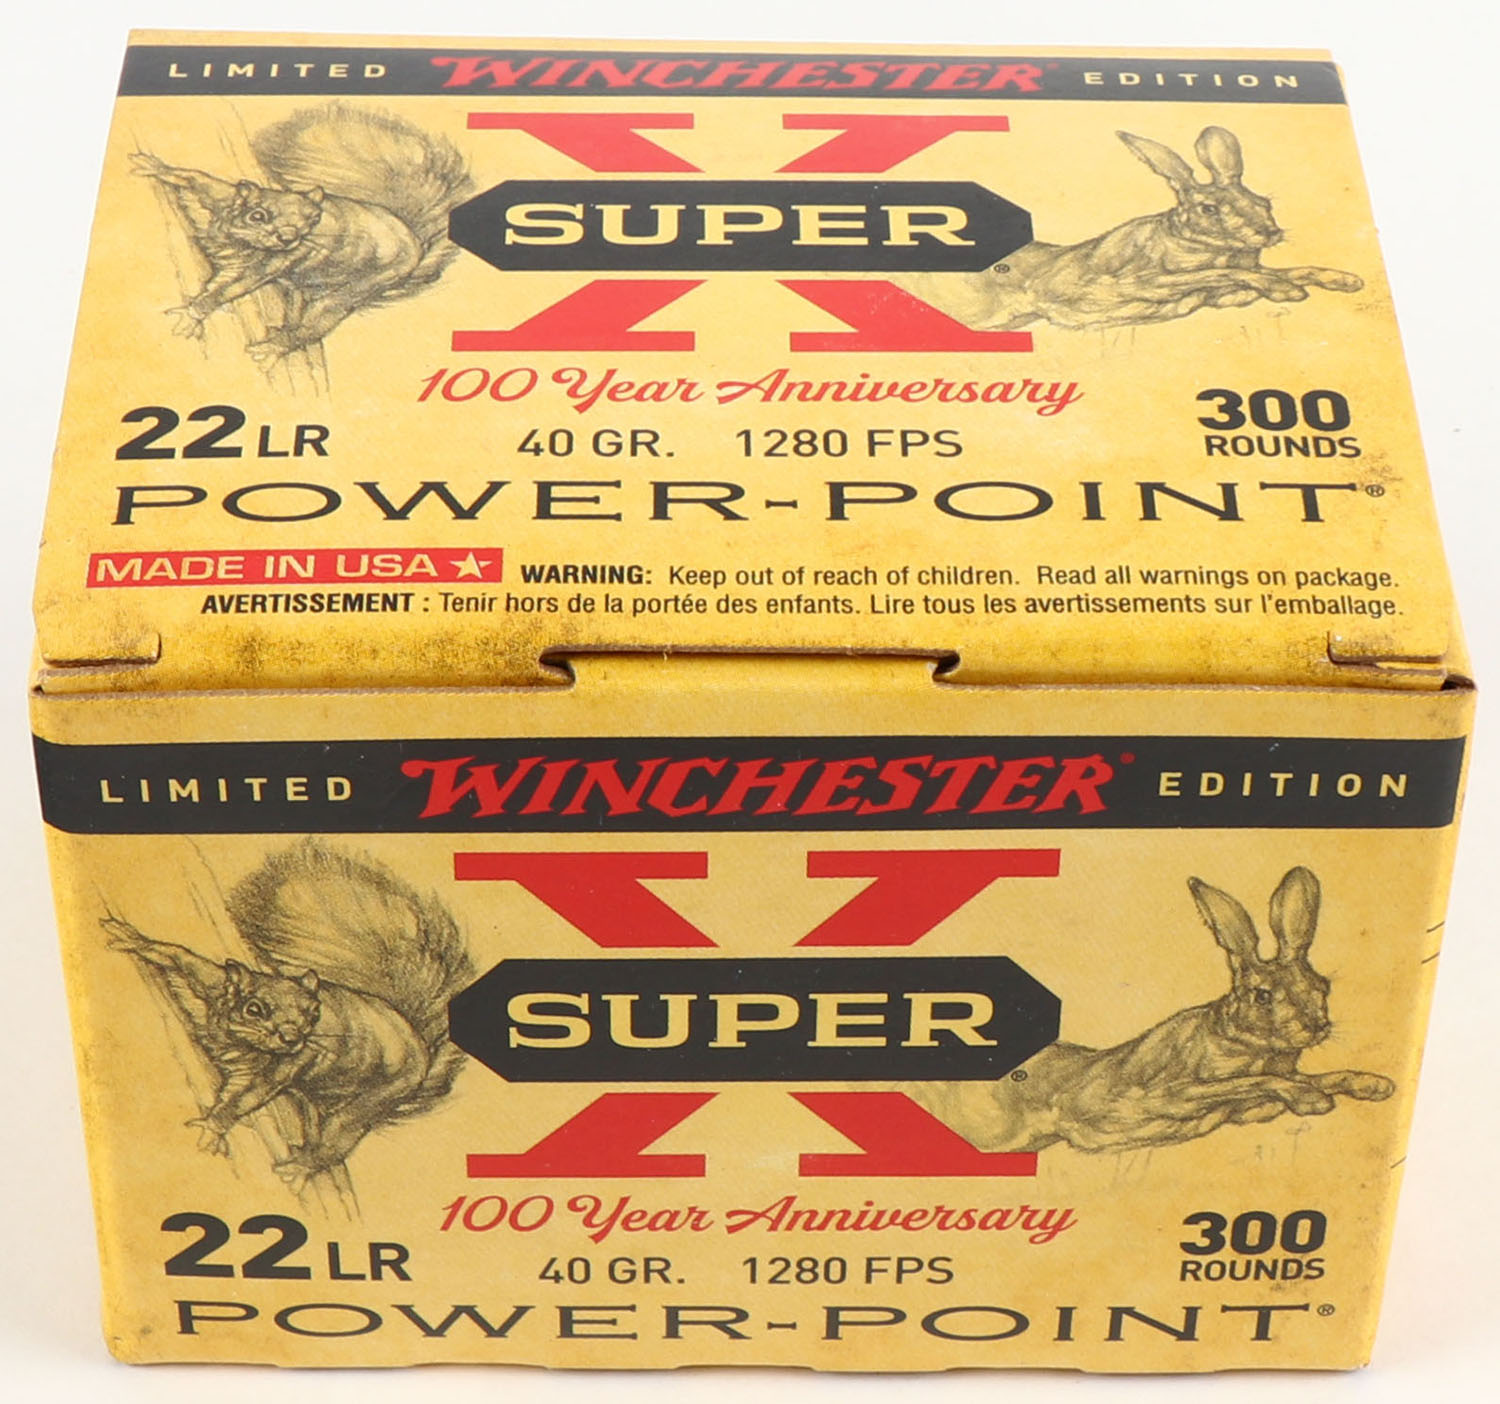 LIMITED WINCHESTER EDITION
X
SUPER ®
100 Year Anniversary
22 LR 40 GR. 1280 FPS 300 ROUNDS
POWER-POINT®
MADE IN USA ★
WARNING: Keep out of reach of children. Read all warnings on package.
AVERTISSEMENT : Tenir hors de la portée des enfants. Lire tous les avertissements sur l'emballage.
LIMITED WINCHESTER® EDITION
X
SUPER ®
100 Year Anniversary
22 LR 40 GR. 1280 FPS 300 ROUNDS
POWER-POINT®